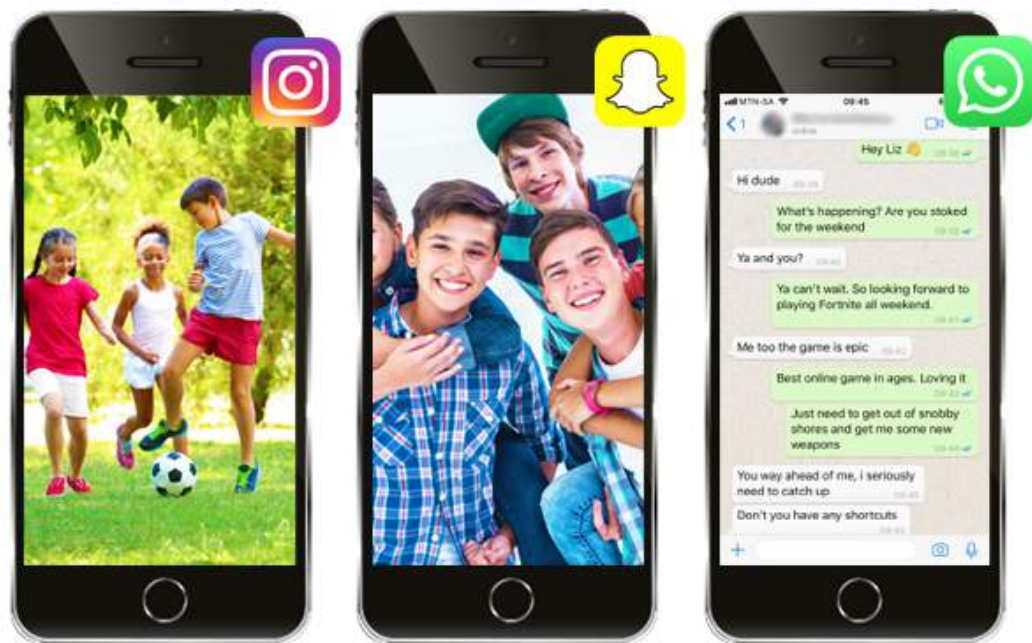 MTN-SA 09:45
1
online
Hey Liz 👋
Hi dude
What's happening? Are you stoked
for the weekend
Ya and you?
Ya can't wait. So looking forward to
playing Fortnite all weekend.
Me too the game is epic
Best online game in ages. Loving it
Just need to get out of snobby
shores and get me some new
weapons
You way ahead of me, i seriously
need to catch up
Don't you have any shortcuts